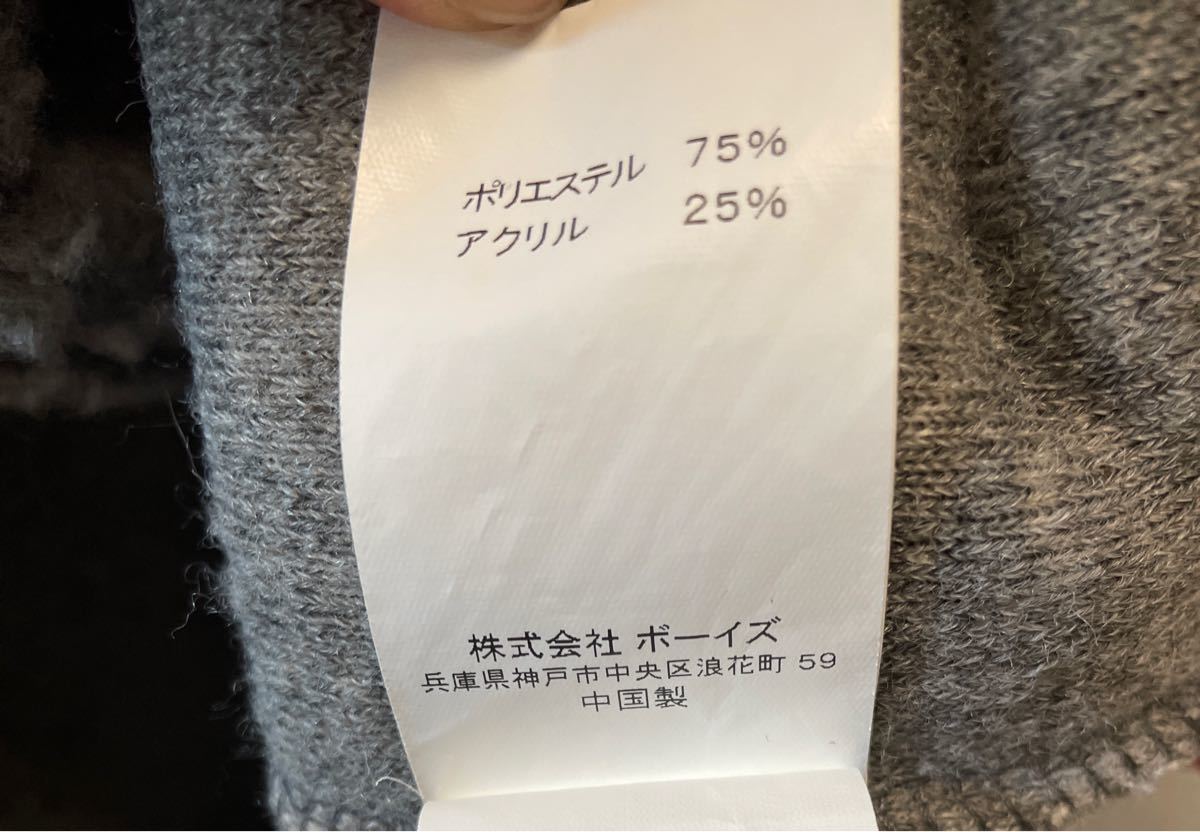 ポリエステル 75%
アクリル 25%
株式会社 ボーイズ
兵庫県神戸市中央区浪花町 59
中国製